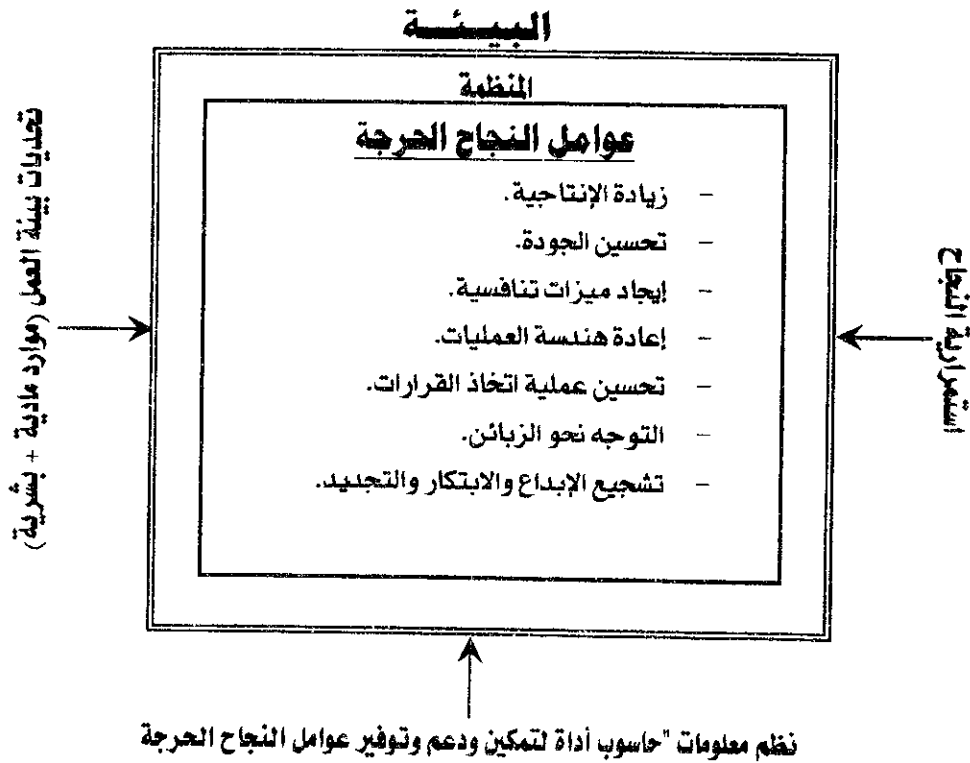 البيئة
المنظمة
عوامل النجاح الحرجة
- زيادة الإنتاجية.
- تحسين الجودة.
- إيجاد ميزات تنافسية.
- إعادة هندسة العمليات.
- تحسين عملية اتخاذ القرارات.
- التوجه نحو الزبائن.
- تشجيع الإبداع والابتكار والتجديد.
استمرارية النجاح
تحديات بيئة العمل (موارد مادية + بشرية)
نظم معلومات "حاسوب أداة لتمكين ودعم وتوفير عوامل النجاح الحرجة